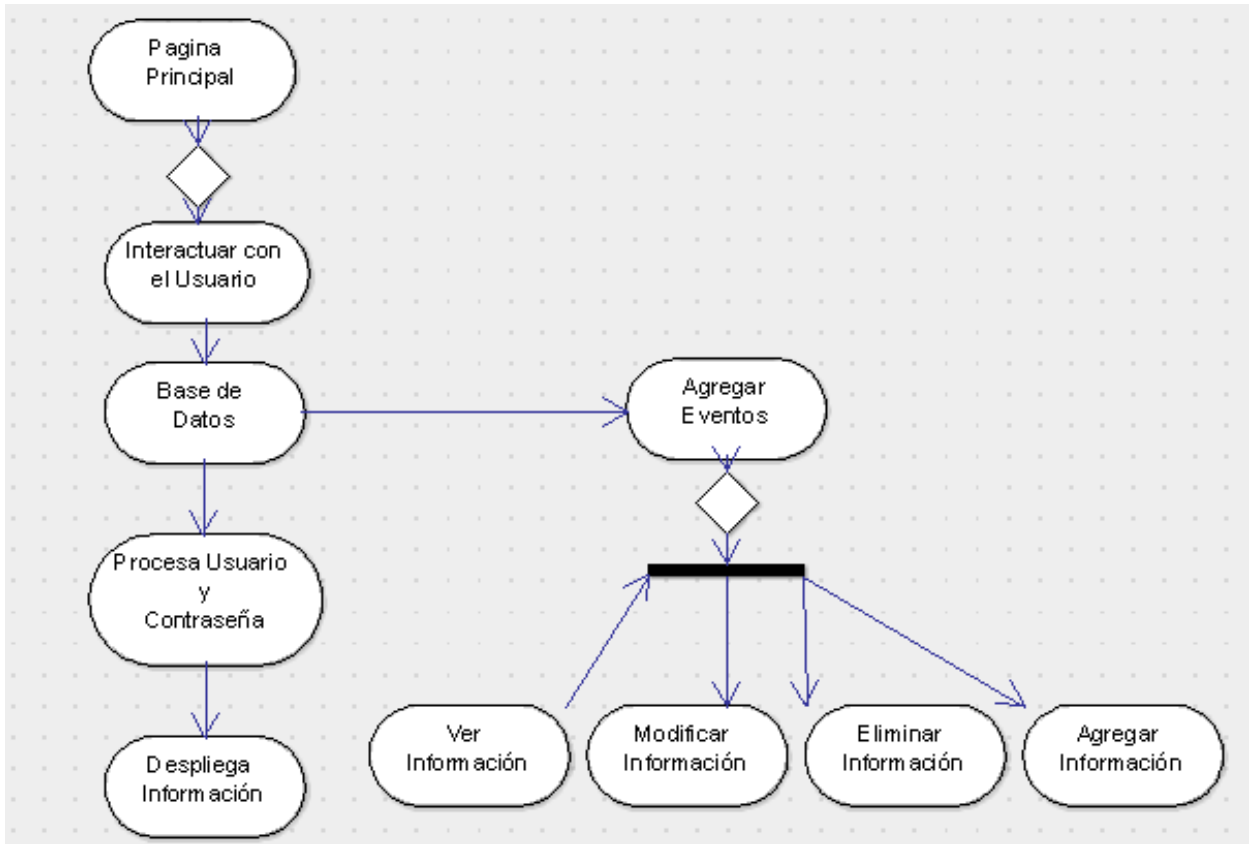 Pagina
Principal
Interactuar con
el Usuario
Base de
Datos
Agregar
Eventos
Procesa Usuario
y
Contraseña
Ver
Información
Modificar
Información
Eliminar
Información
Agregar
Información
Despliega
Información